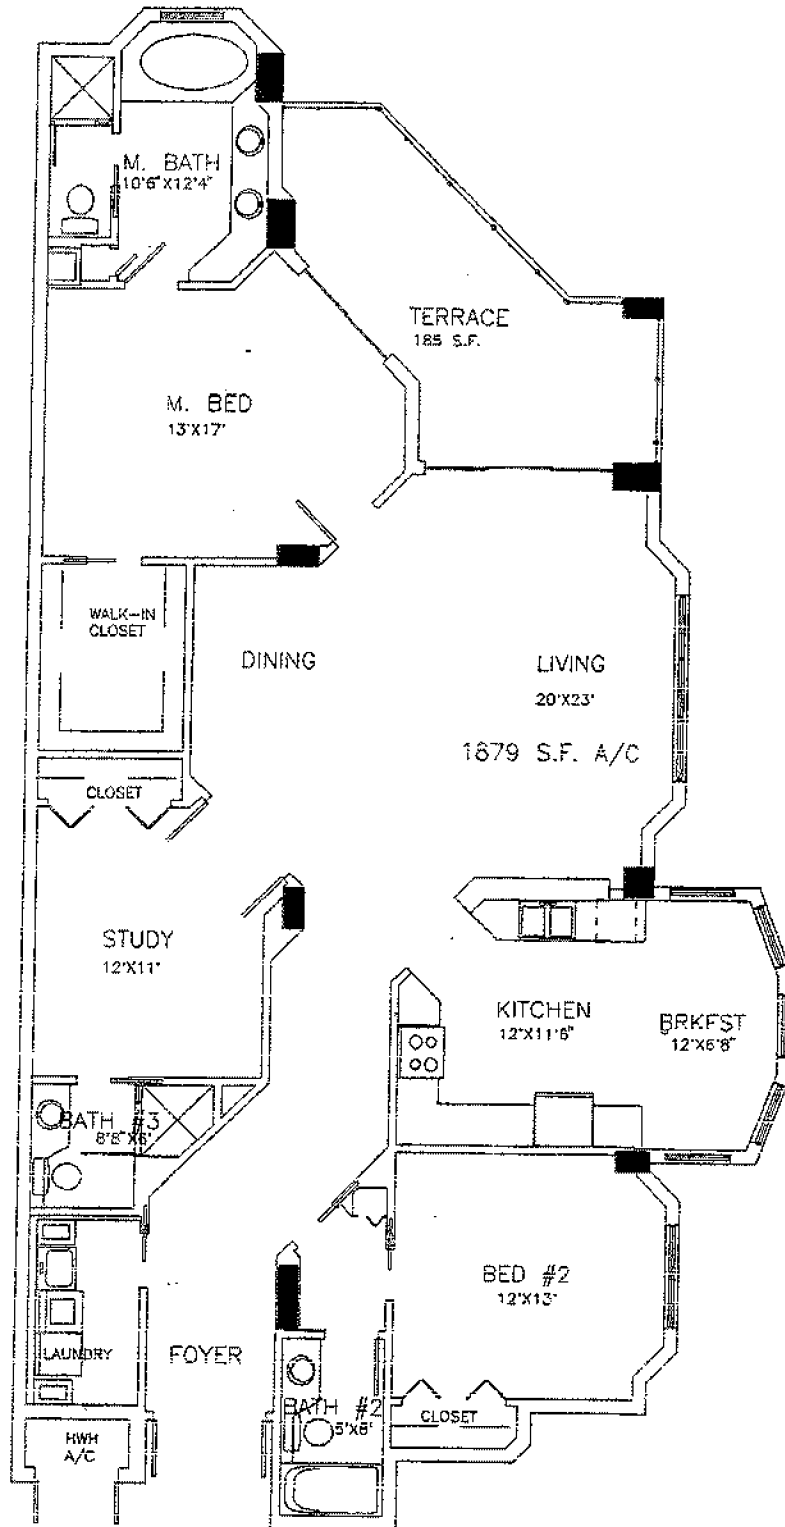 M. BATH
10'6"X12'4"
TERRACE
185 S.F.
M. BED
13'X17'
WALK-IN
CLOSET
DINING
LIVING
20'X23'
1879 S.F. A/C
CLOSET
STUDY
12'X11'
KITCHEN
12'X11'6"
BRKFST
12'X6'8"
BATH #3
8'8"X6'
BED #2
12'X13'
LAUNDRY
FOYER
BATH #2
5'X8'
CLOSET
HWH
A/C